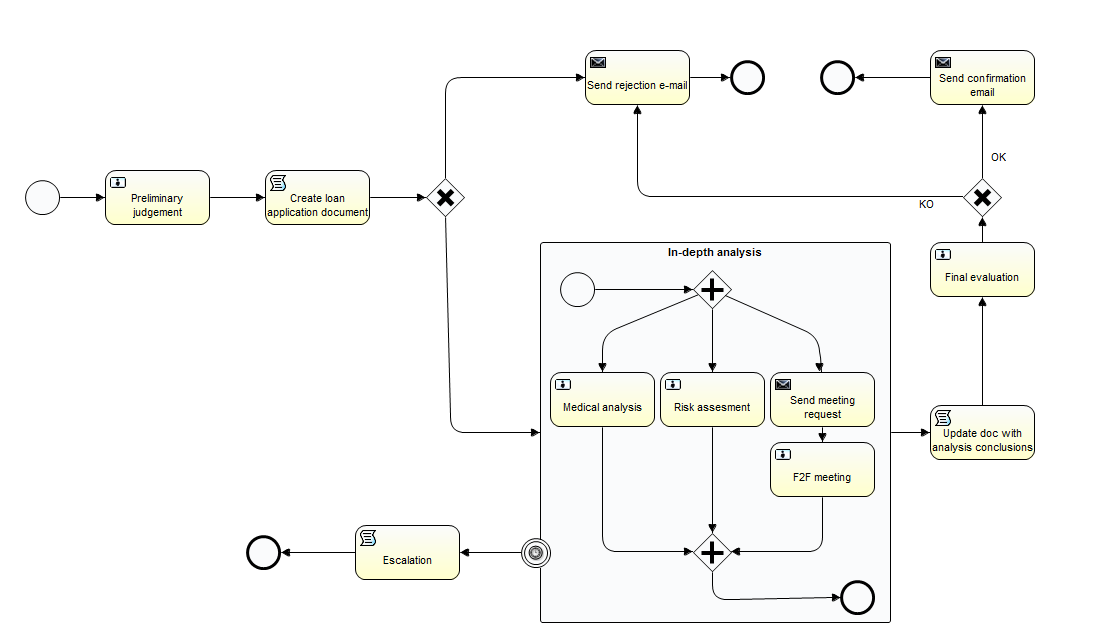 Send rejection e-mail
Send confirmation
email
OK
Preliminary
judgement
Create loan
application document
KO
In-depth analysis
Final evaluation
Medical analysis
Risk assesment
Send meeting
request
Update doc with
analysis conclusions
F2F meeting
Escalation